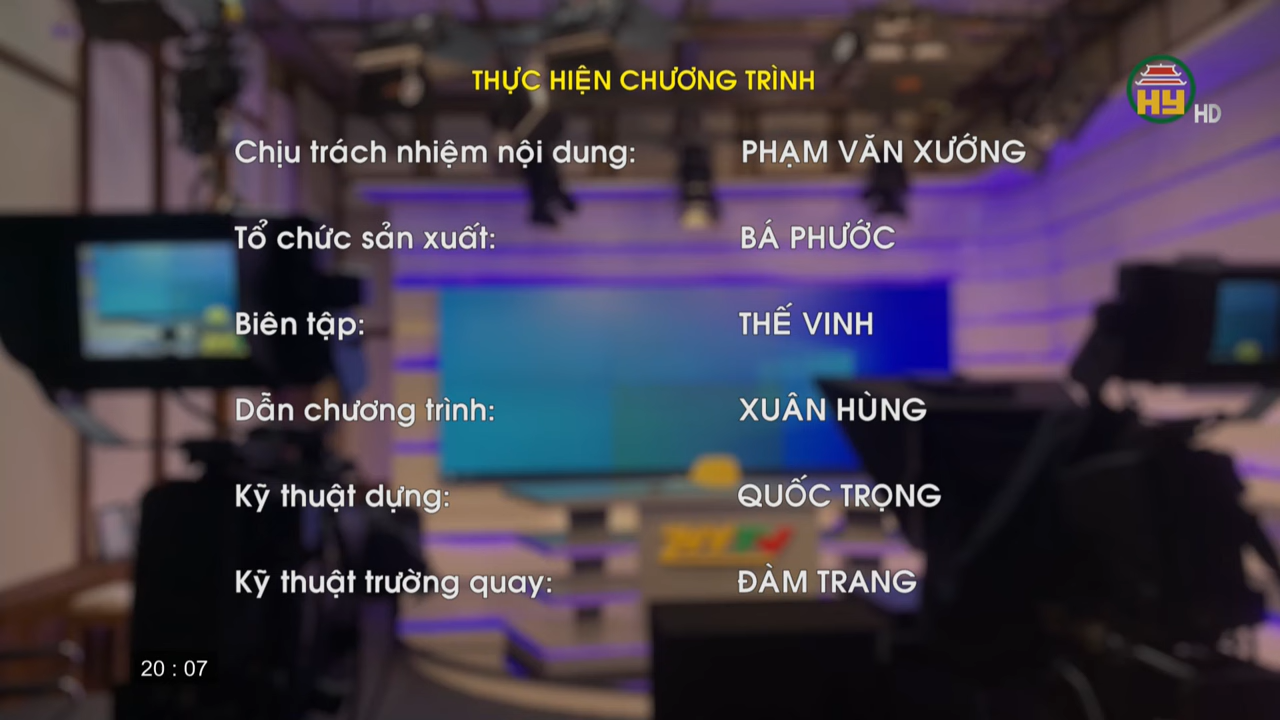 THỰC HIỆN CHƯƠNG TRÌNH
HY HD
Chịu trách nhiệm nội dung: PHẠM VĂN XƯỚNG
Tổ chức sản xuất: BÁ PHƯỚC
Biên tập: THẾ VINH
Dẫn chương trình: XUÂN HÙNG
Kỹ thuật dựng: QUỐC TRỌNG
Kỹ thuật trường quay: ĐÀM TRANG
20 : 07